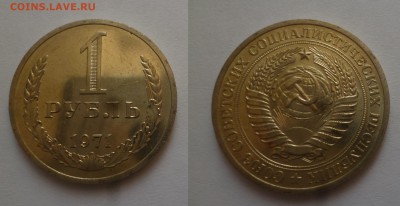 COINS.LAVE.RU
1
РУБЛЬ
1971
СОЮЗ СОВЕТСКИХ СОЦИАЛИСТИЧЕСКИХ РЕСПУБЛИК